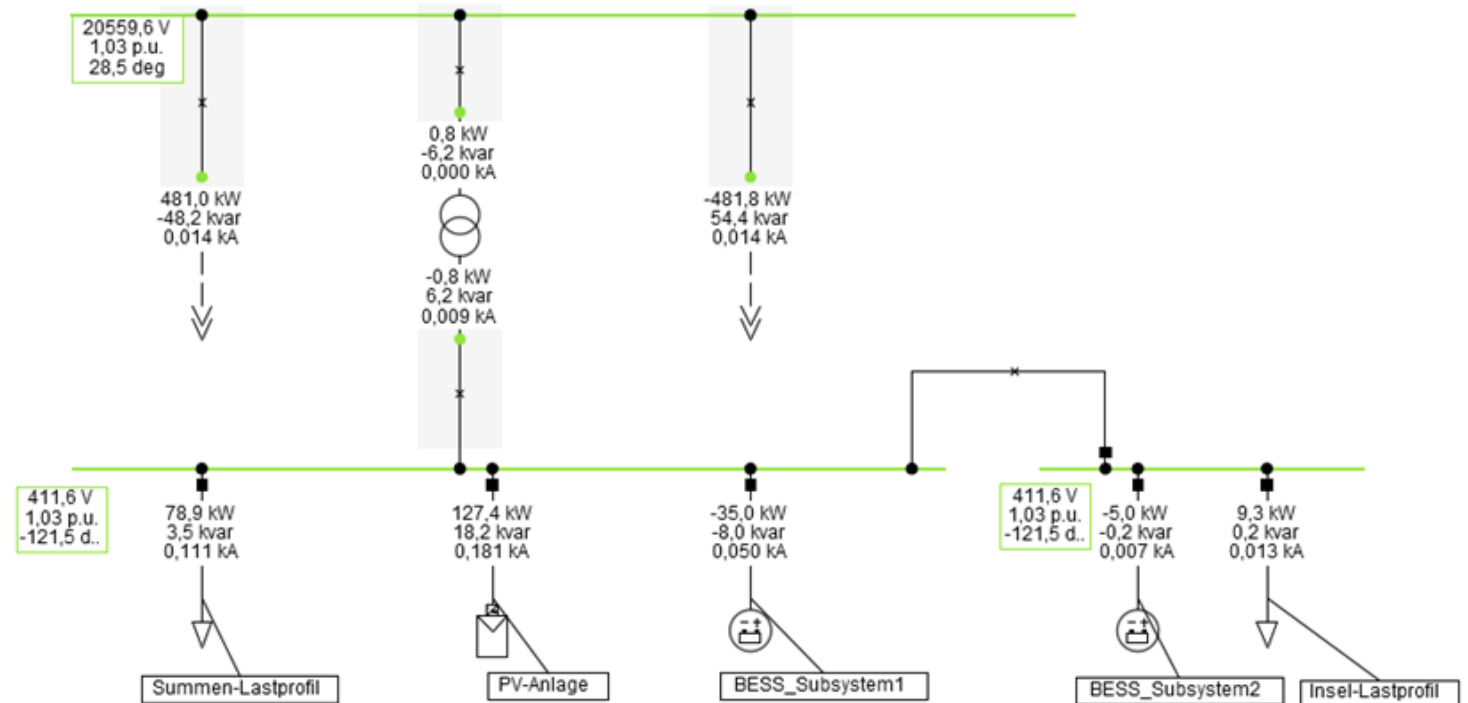 20559,6 V
1,03 p.u.
28,5 deg
481,0 kW
-48,2 kvar
0,014 kA
0,8 kW
-6,2 kvar
0,000 kA
-0,8 kW
6,2 kvar
0,009 kA
-481,8 kW
54,4 kvar
0,014 kA
411,6 V
1,03 p.u.
-121,5 d..
78,9 kW
3,5 kvar
0,111 kA
127,4 kW
18,2 kvar
0,181 kA
-35,0 kW
-8,0 kvar
0,050 kA
411,6 V
1,03 p.u.
-121,5 d..
-5,0 kW
-0,2 kvar
0,007 kA
9,3 kW
0,2 kvar
0,013 kA
Summen-Lastprofil
PV-Anlage
BESS_Subsystem1
BESS_Subsystem2
Insel-Lastprofil